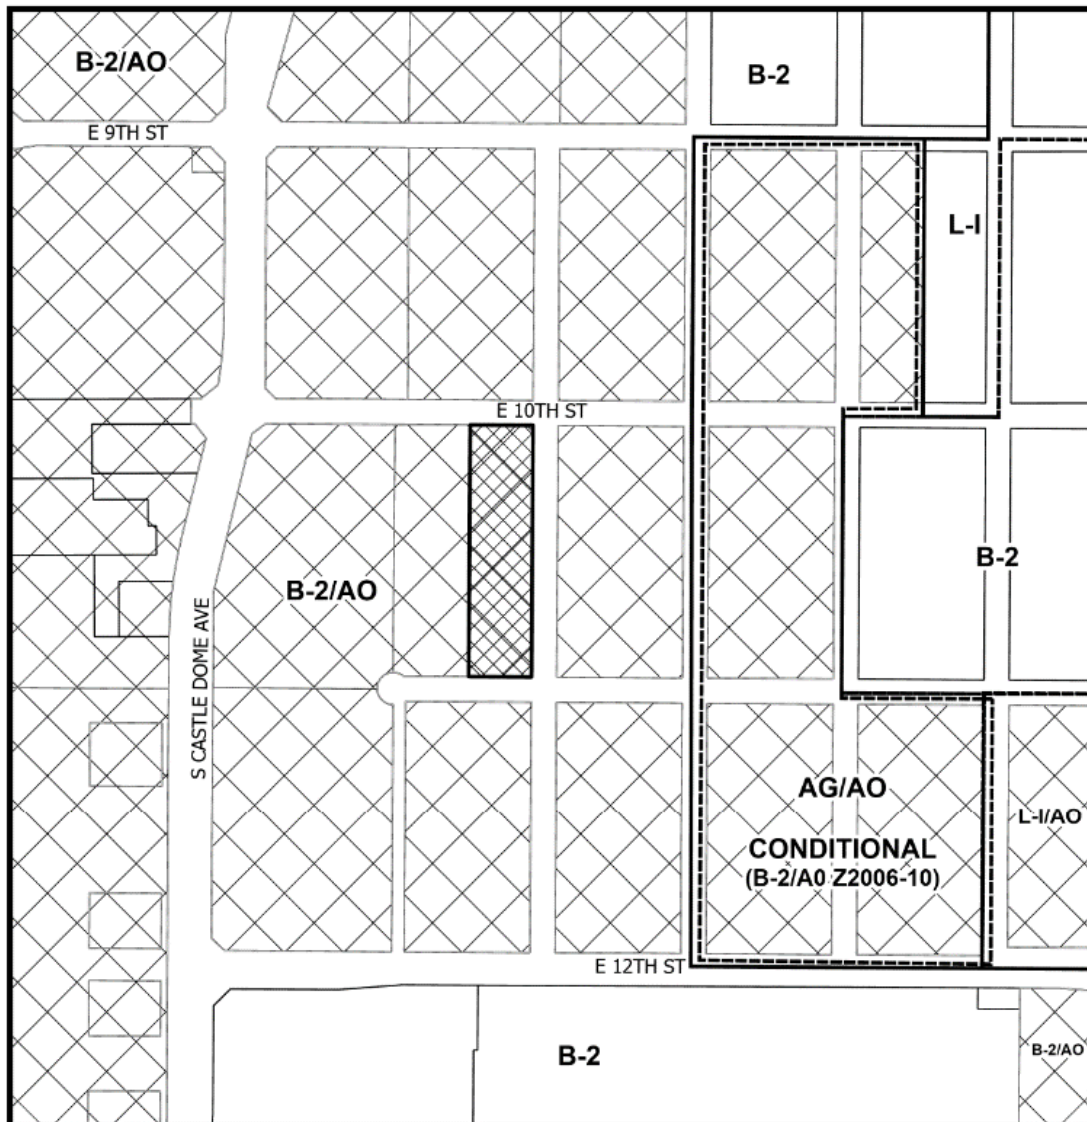 B-2/AO
B-2
E 9TH ST
L-I
E 10TH ST
B-2
B-2/AO
S CASTLE DOME AVE
AG/AO
L-I/AO
CONDITIONAL
(B-2/A0 Z2006-10)
E 12TH ST
B-2
B-2/AO